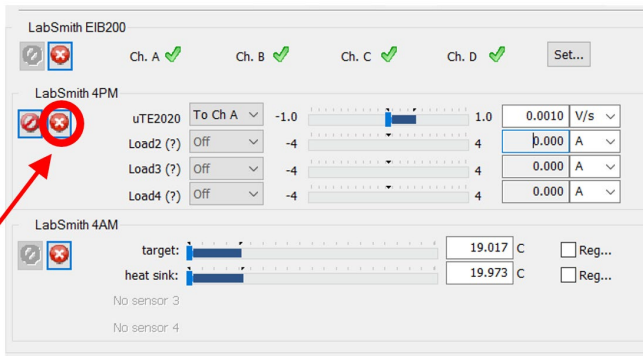 LabSmith EIB200
Ch. A Ch. B Ch. C Ch. D Set...
LabSmith 4PM
uTE2020 To Ch A -1.0 1.0 0.0010 V/s
Load2 (?) Off -4 4 0.000 A
Load3 (?) Off -4 4 0.000 A
Load4 (?) Off -4 4 0.000 A
LabSmith 4AM
target: 19.017 C Reg...
heat sink: 19.973 C Reg...
No sensor 3
No sensor 4